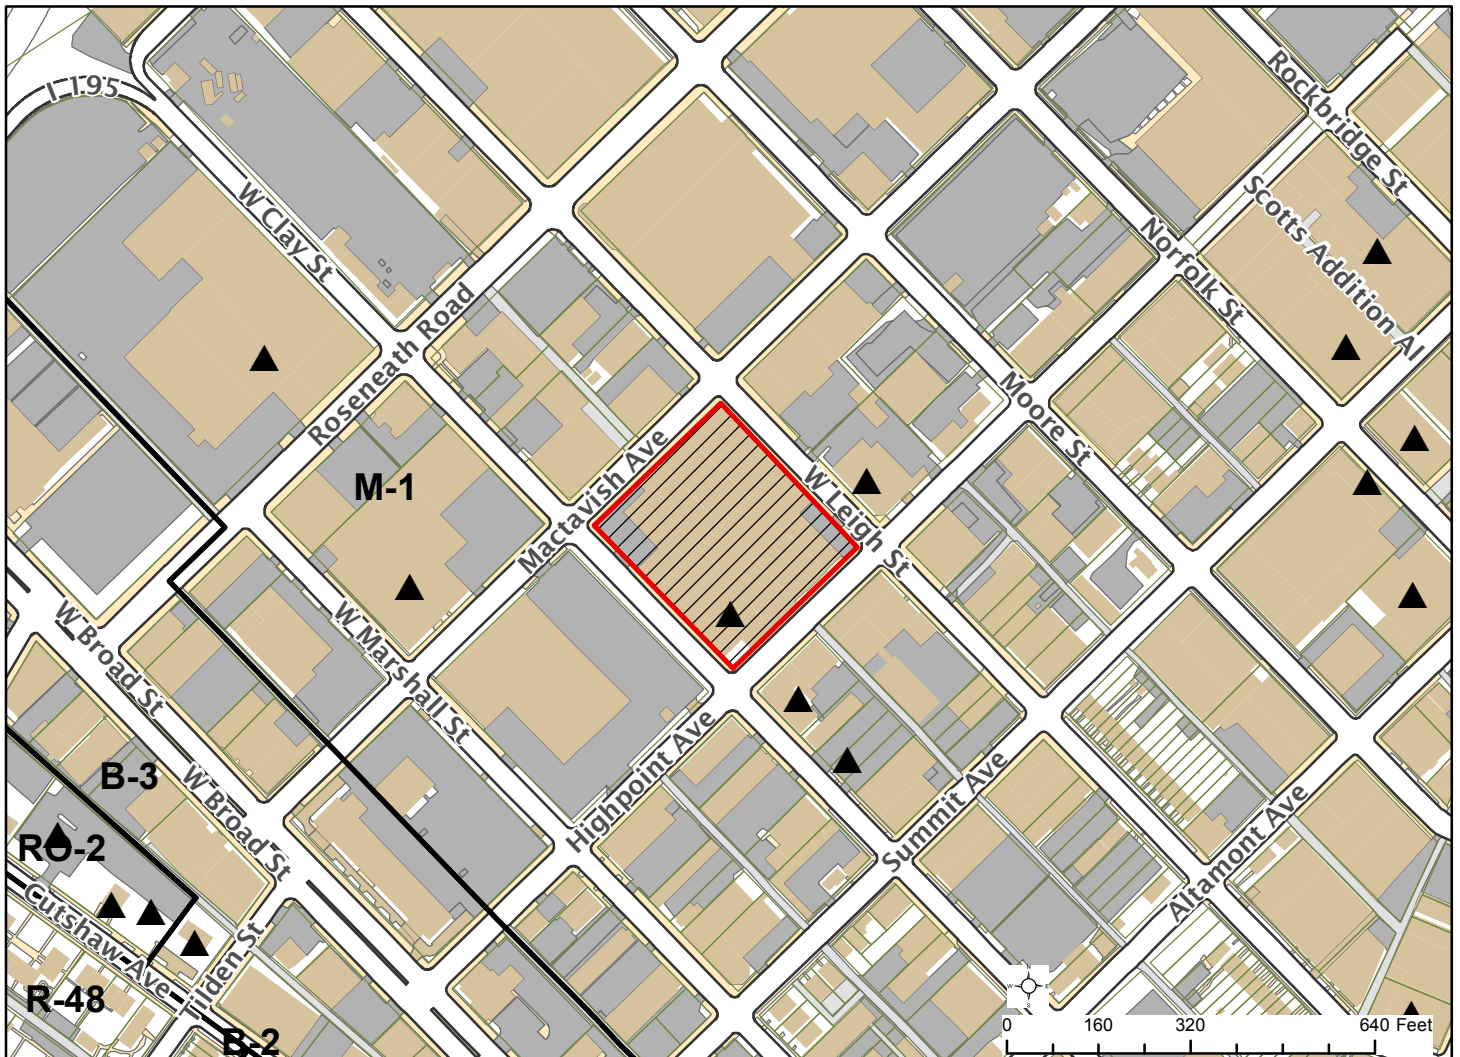 I 195
Rockbridge St
W Clay St
Scotts Addition Al
Norfolk St
Roseneath Road
Moore St
M-1
Mactavish Ave
W Leigh St
W Broad St
W Marshall St
Highpoint Ave
B-3
W Broad St
Summit Ave
Altamont Ave
RO-2
Cutshaw Ave
ilden St
R-48
B-2
N
W E
S
0 160 320 640 Feet